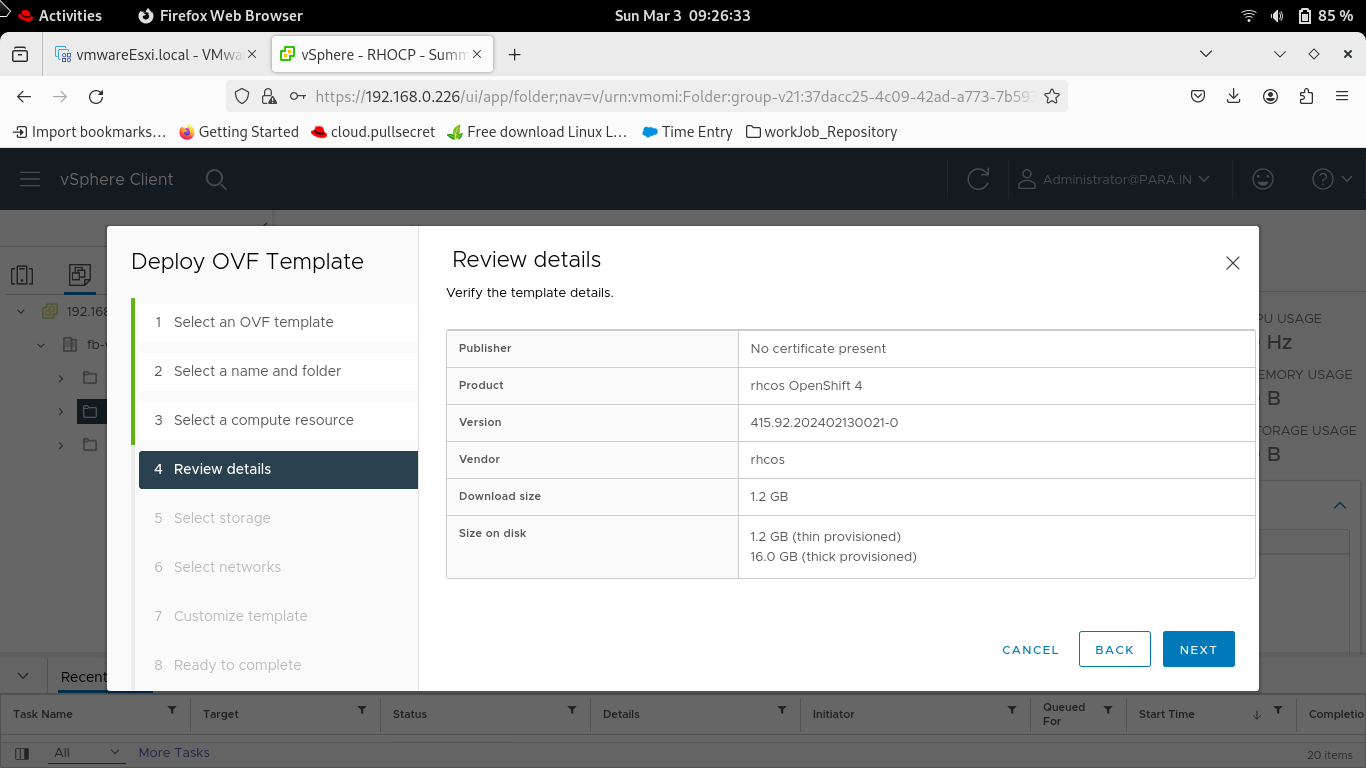 Activities Firefox Web Browser Sun Mar 3 09:26:33 85 %
vmwareEsxi.local - VMwa vSphere - RHOCP - Summ
https://192.168.0.226/ui/app/folder;nav=v/urn:vmomi:Folder:group-v21:37dacc25-4c09-42ad-a773-7b593
Import bookmarks… Getting Started cloud.pullsecret Free download Linux L… Time Entry workJob_Repository
vSphere Client Administrator@PARA.IN
Deploy OVF Template
1 Select an OVF template
2 Select a name and folder
3 Select a compute resource
4 Review details
5 Select storage
6 Select networks
7 Customize template
8 Ready to complete
Review details
Verify the template details.
Publisher No certificate present
Product rhcos OpenShift 4
Version 415.92.202402130021-0
Vendor rhcos
Download size 1.2 GB
Size on disk 1.2 GB (thin provisioned)
16.0 GB (thick provisioned)
CANCEL BACK NEXT
192.168
fb-
PU USAGE
Hz
EMORY USAGE
B
TORAGE USAGE
B
Recent
Task Name Target Status Details Initiator Queued For Start Time Completio
All More Tasks 20 items